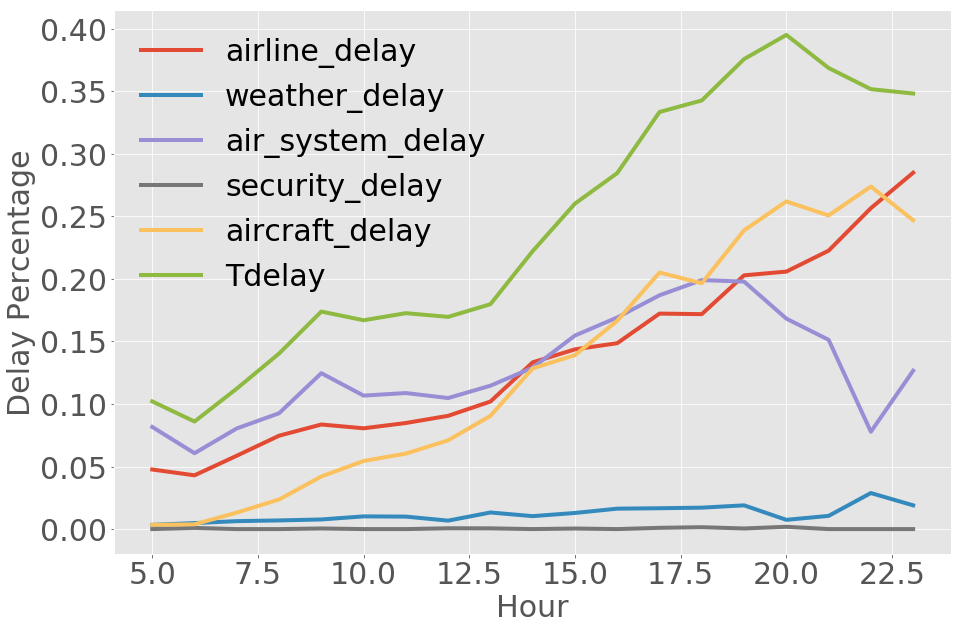 0.40
0.35
0.30
0.25
0.20
0.15
0.10
0.05
0.00
Delay Percentage
airline_delay
weather_delay
air_system_delay
security_delay
aircraft_delay
Tdelay
5.0 7.5 10.0 12.5 15.0 17.5 20.0 22.5
Hour